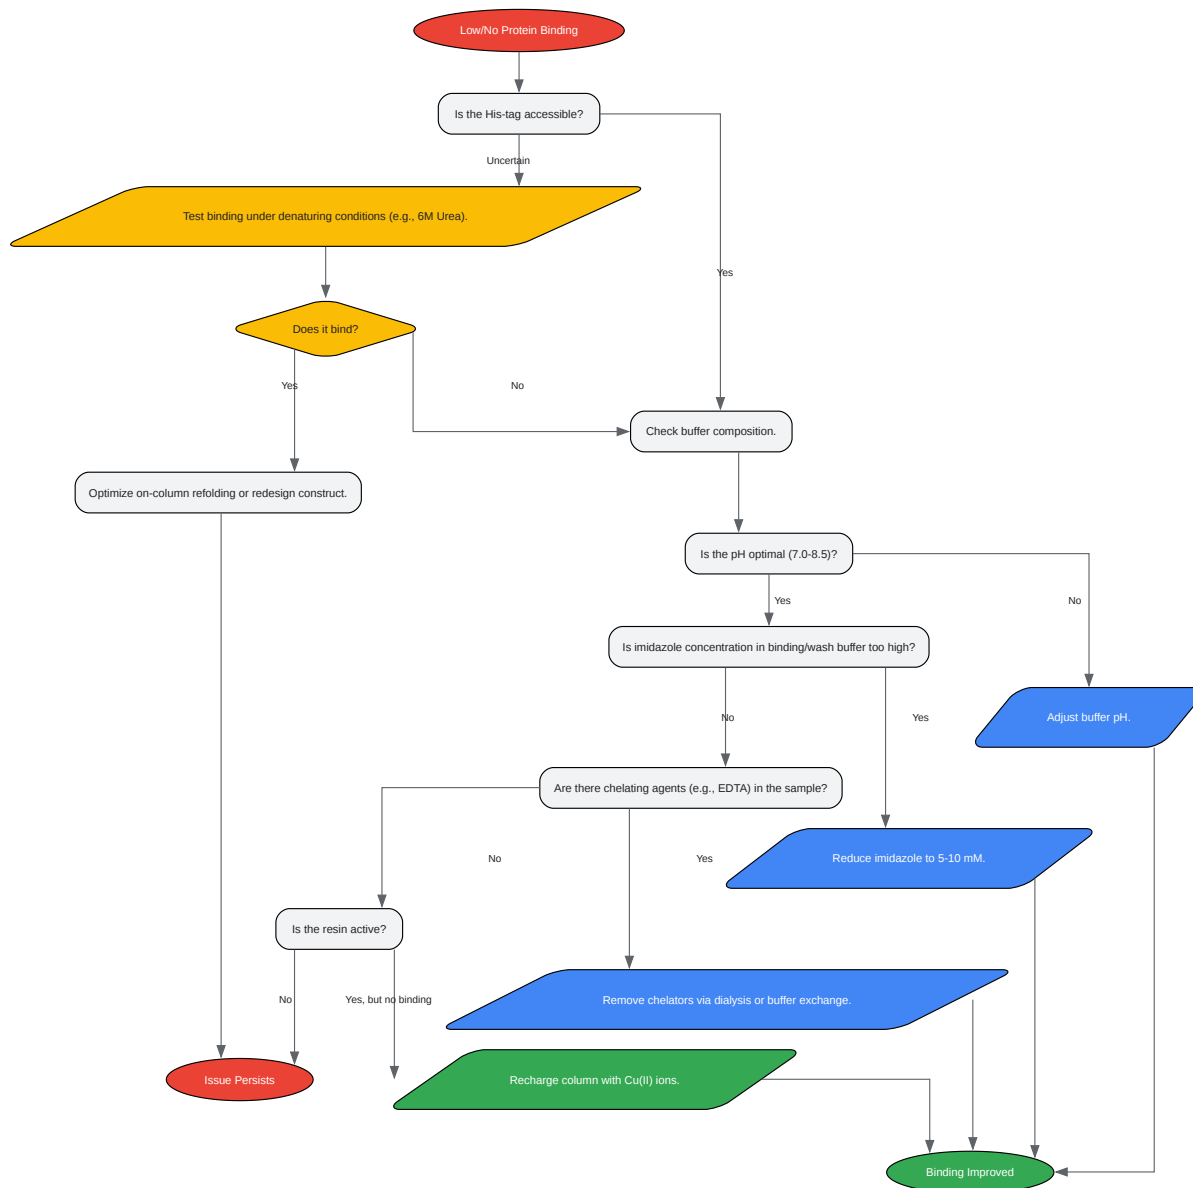 Low/No Protein Binding
Is the His-tag accessible?
Uncertain
Test binding under denaturing conditions (e.g., 6M Urea).
Yes
Does it bind?
Yes
No
Check buffer composition.
Optimize on-column refolding or redesign construct.
Is the pH optimal (7.0-8.5)?
Yes
No
Is imidazole concentration in binding/wash buffer too high?
No
Yes
Adjust buffer pH.
Are there chelating agents (e.g., EDTA) in the sample?
No
Yes
Reduce imidazole to 5-10 mM.
Is the resin active?
No
Yes, but no binding
Remove chelators via dialysis or buffer exchange.
Issue Persists
Recharge column with Cu(II) ions.
Binding Improved